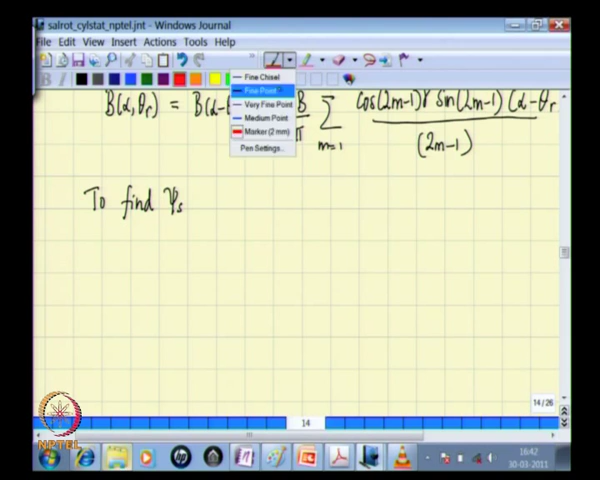 salrot_cylstat_nptel.jnt - Windows Journal
File Edit View Insert Actions Tools Help
Fine Chisel
Fine Point
Very Fine Point
Medium Point
Marker (2 mm)
Pen Settings...
B(α, θr) = B(α-θ B/π ∑ m=1 cos(2m-1)γ sin(2m-1)(α-θr / (2m-1)
To find Ψs
14 / 26
14
NPTEL
16:42
30-03-2011